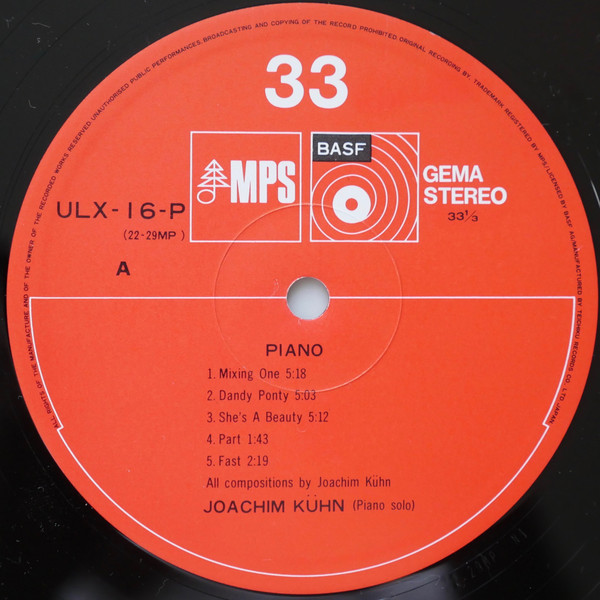 ALL RIGHTS OF THE MANUFACTURE AND OF THE OWNER OF THE RECORDED WORKS RESERVED. UNAUTHORISED PUBLIC PERFORMANCES, BROADCASTING AND COPYING OF THE RECORD PROHIBITED. ORIGINAL RECORDING BY, TRADEMARK REGISTERED BY MPS/LICENSED BY BASF AG/MANUFACTURED BY TEICHIKU RECORDS CO., LTD. JAPAN
33
MPS
BASF
GEMA
STEREO
33⅓
ULX-16-P
(22-29MP)
A
PIANO
1. Mixing One 5:18
2. Dandy Ponty 5:03
3. She's A Beauty 5:12
4. Part 1:43
5. Fast 2:19
All compositions by Joachim Kühn
JOACHIM KÜHN (Piano solo)